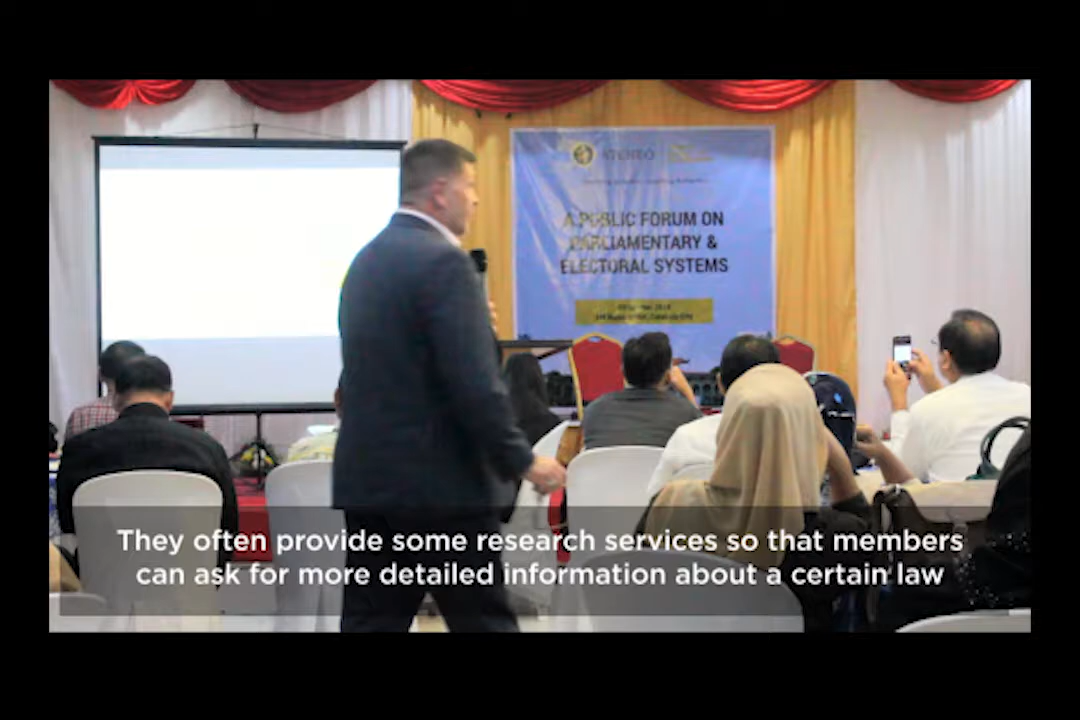 A PUBLIC FORUM ON
PARLIAMENTARY &
ELECTORAL SYSTEMS
They often provide some research services so that members
can ask for more detailed information about a certain law